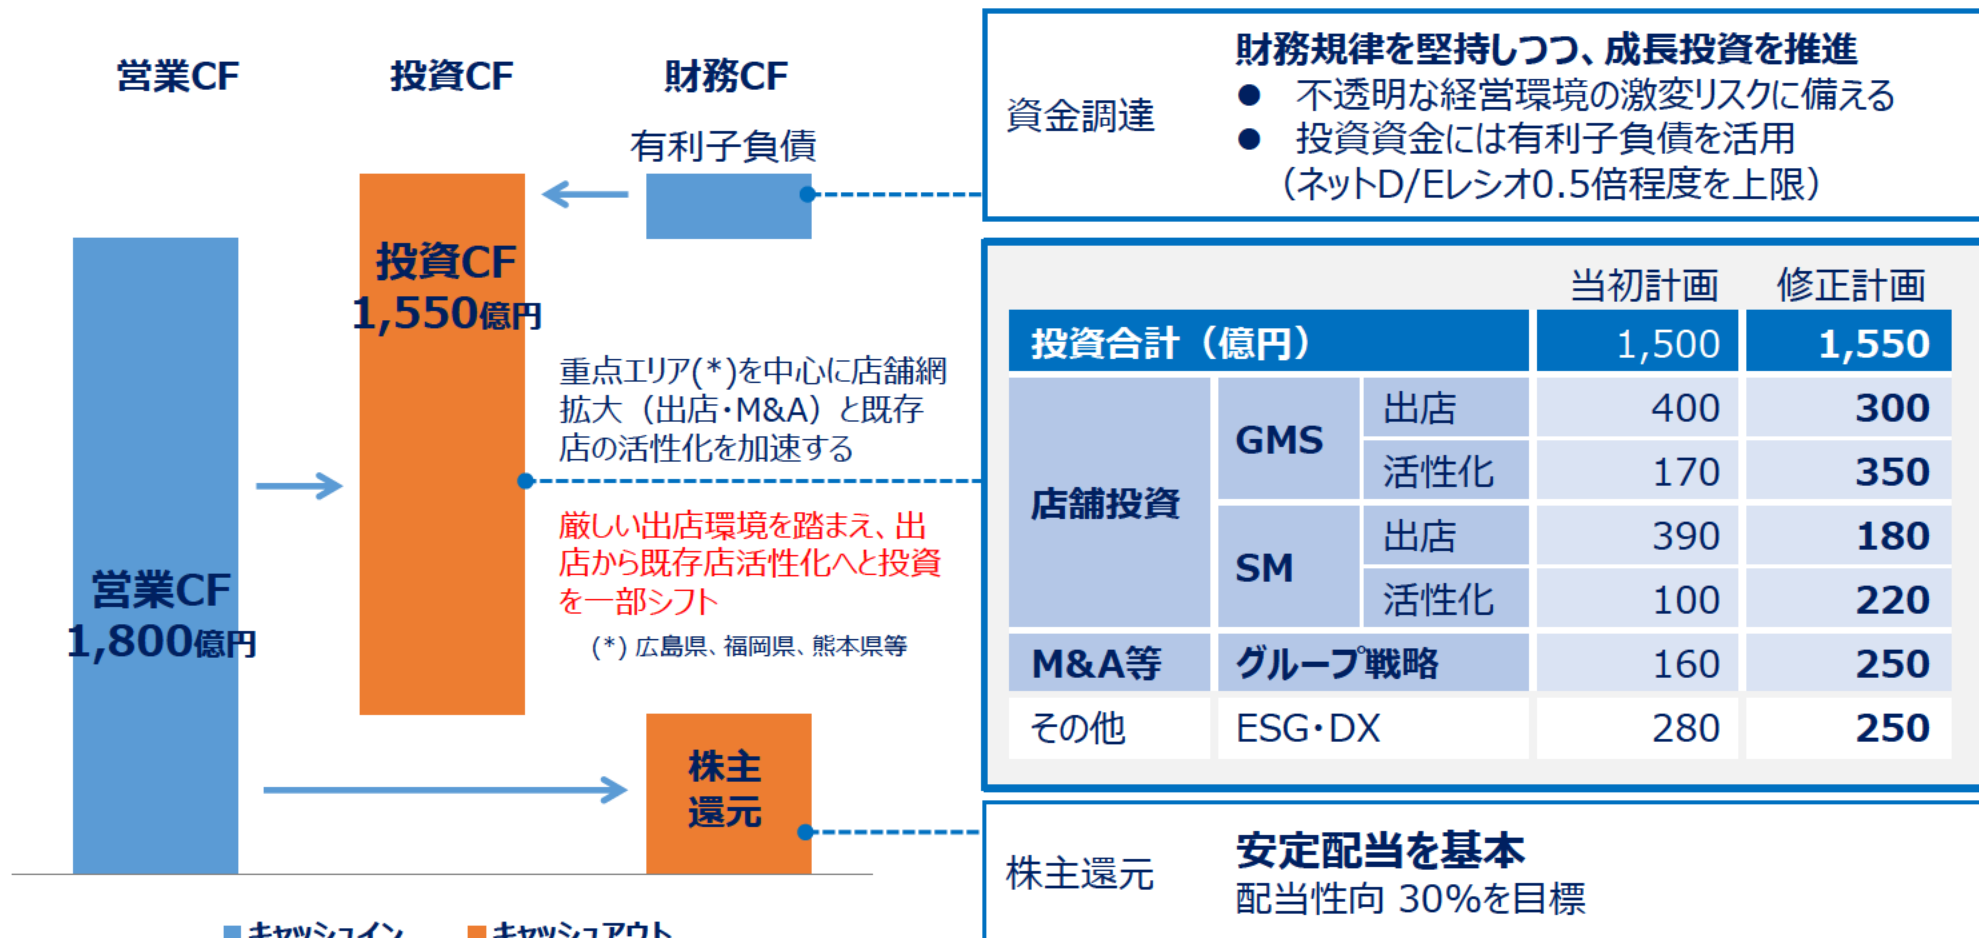 営業CF
投資CF
財務CF
有利子負債
投資CF
1,550億円
営業CF
1,800億円
重点エリア(*)を中心に店舗網
拡大（出店・M&A）と既存
店の活性化を加速する
厳しい出店環境を踏まえ、出
店から既存店活性化へと投資
を一部シフト
(*) 広島県、福岡県、熊本県等
株主
還元
キャッシュイン
キャッシュアウト
資金調達
財務規律を堅持しつつ、成長投資を推進
● 不透明な経営環境の激変リスクに備える
● 投資資金には有利子負債を活用
（ネットD/Eレシオ0.5倍程度を上限）
当初計画 修正計画
投資合計（億円） 1,500 1,550
店舗投資 GMS 出店 400 300
活性化 170 350
SM 出店 390 180
活性化 100 220
M&A等 グループ戦略 160 250
その他 ESG・DX 280 250
株主還元
安定配当を基本
配当性向 30%を目標